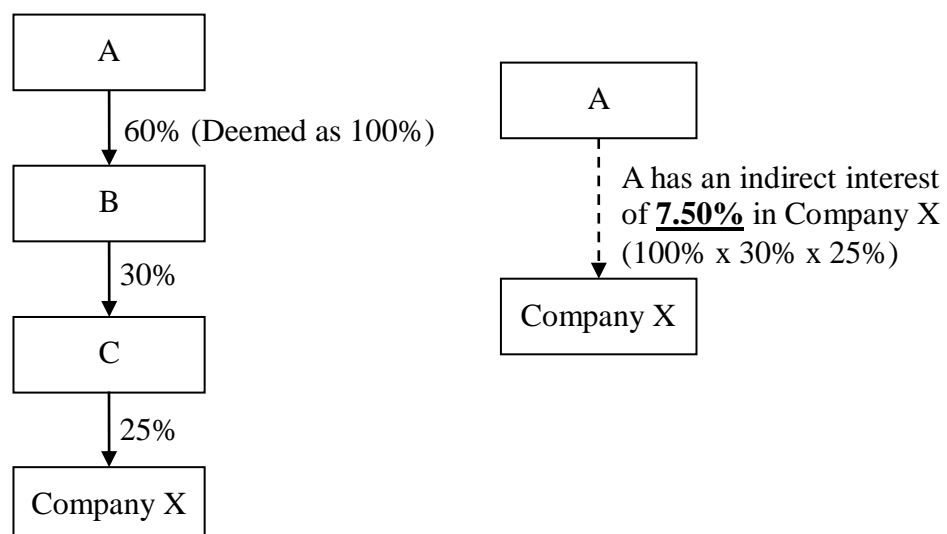 A
60% (Deemed as 100%)
B
30%
C
25%
Company X
A
A has an indirect interest
of 7.50% in Company X
(100% x 30% x 25%)
Company X